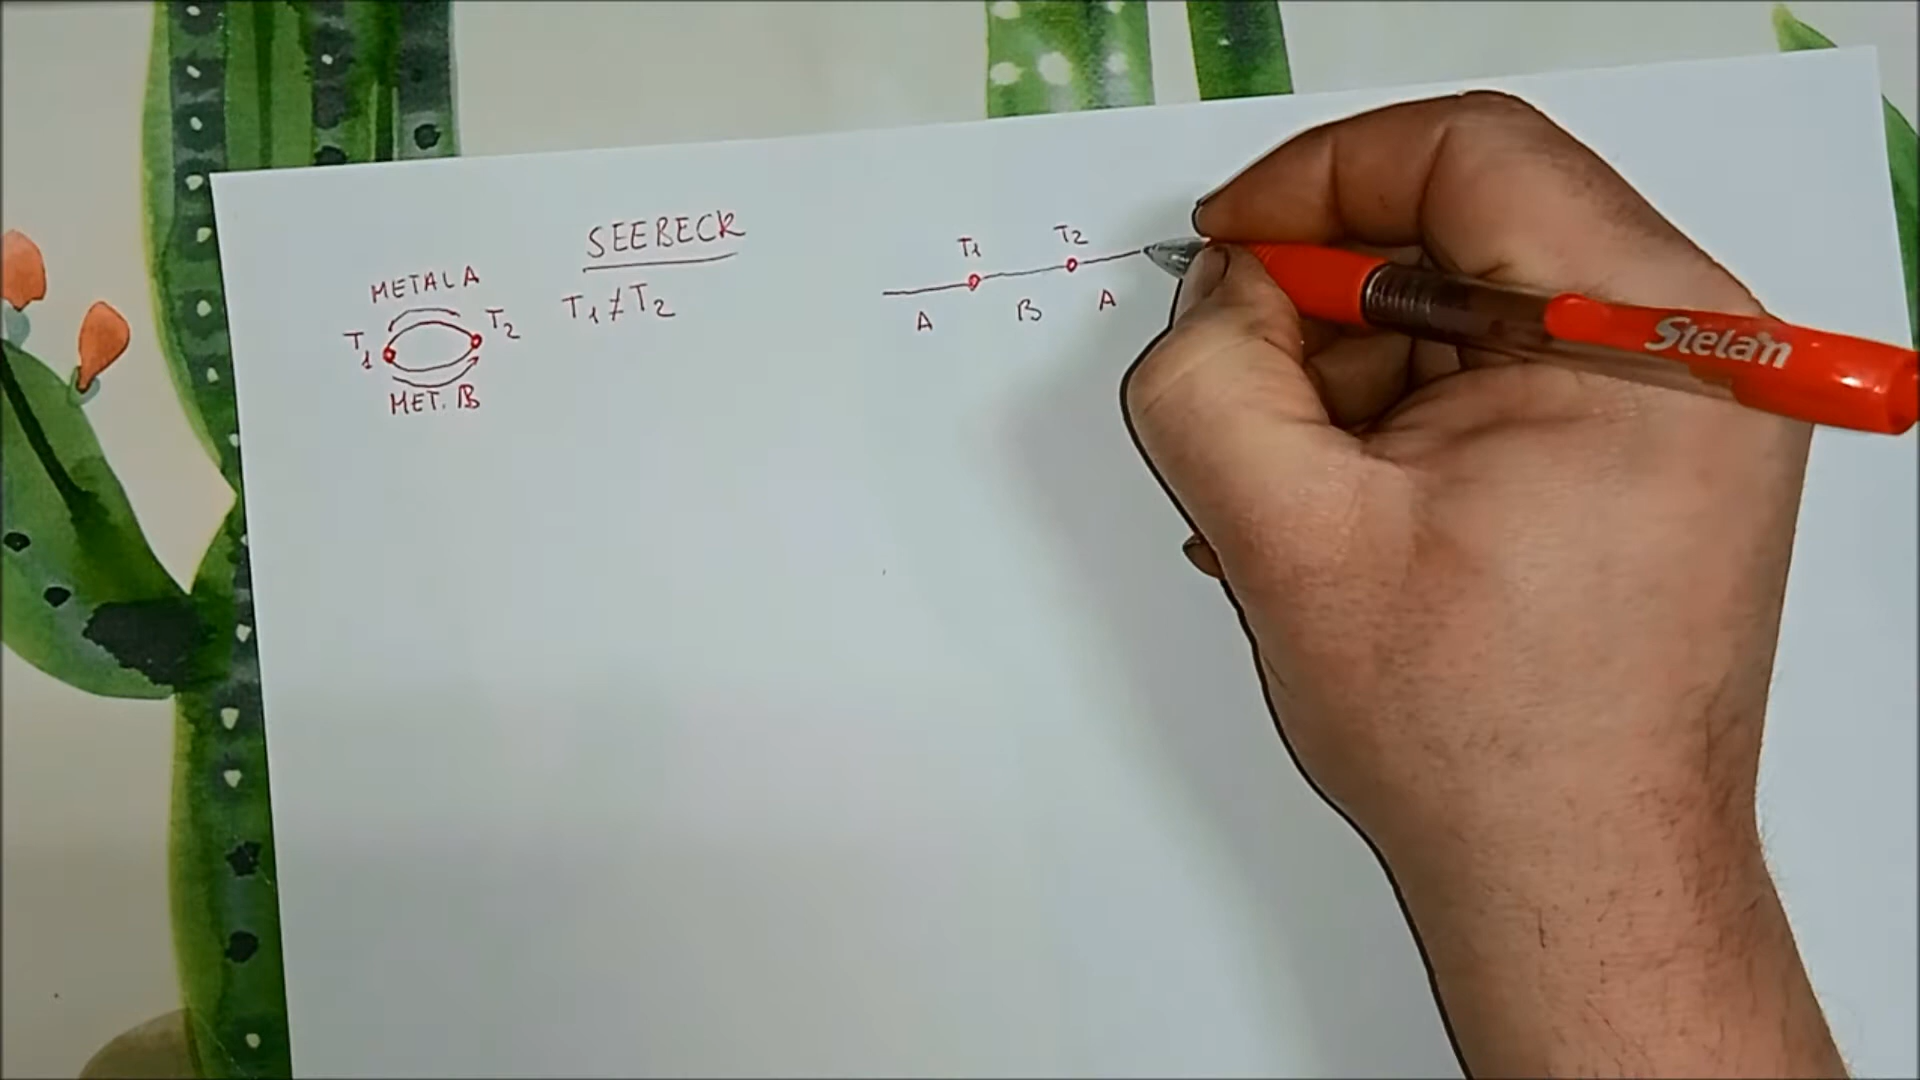 SEEBECK
METAL A
T1 ≠ T2
T1
T2
MET. B
T1
T2
A
B
A
Stelan